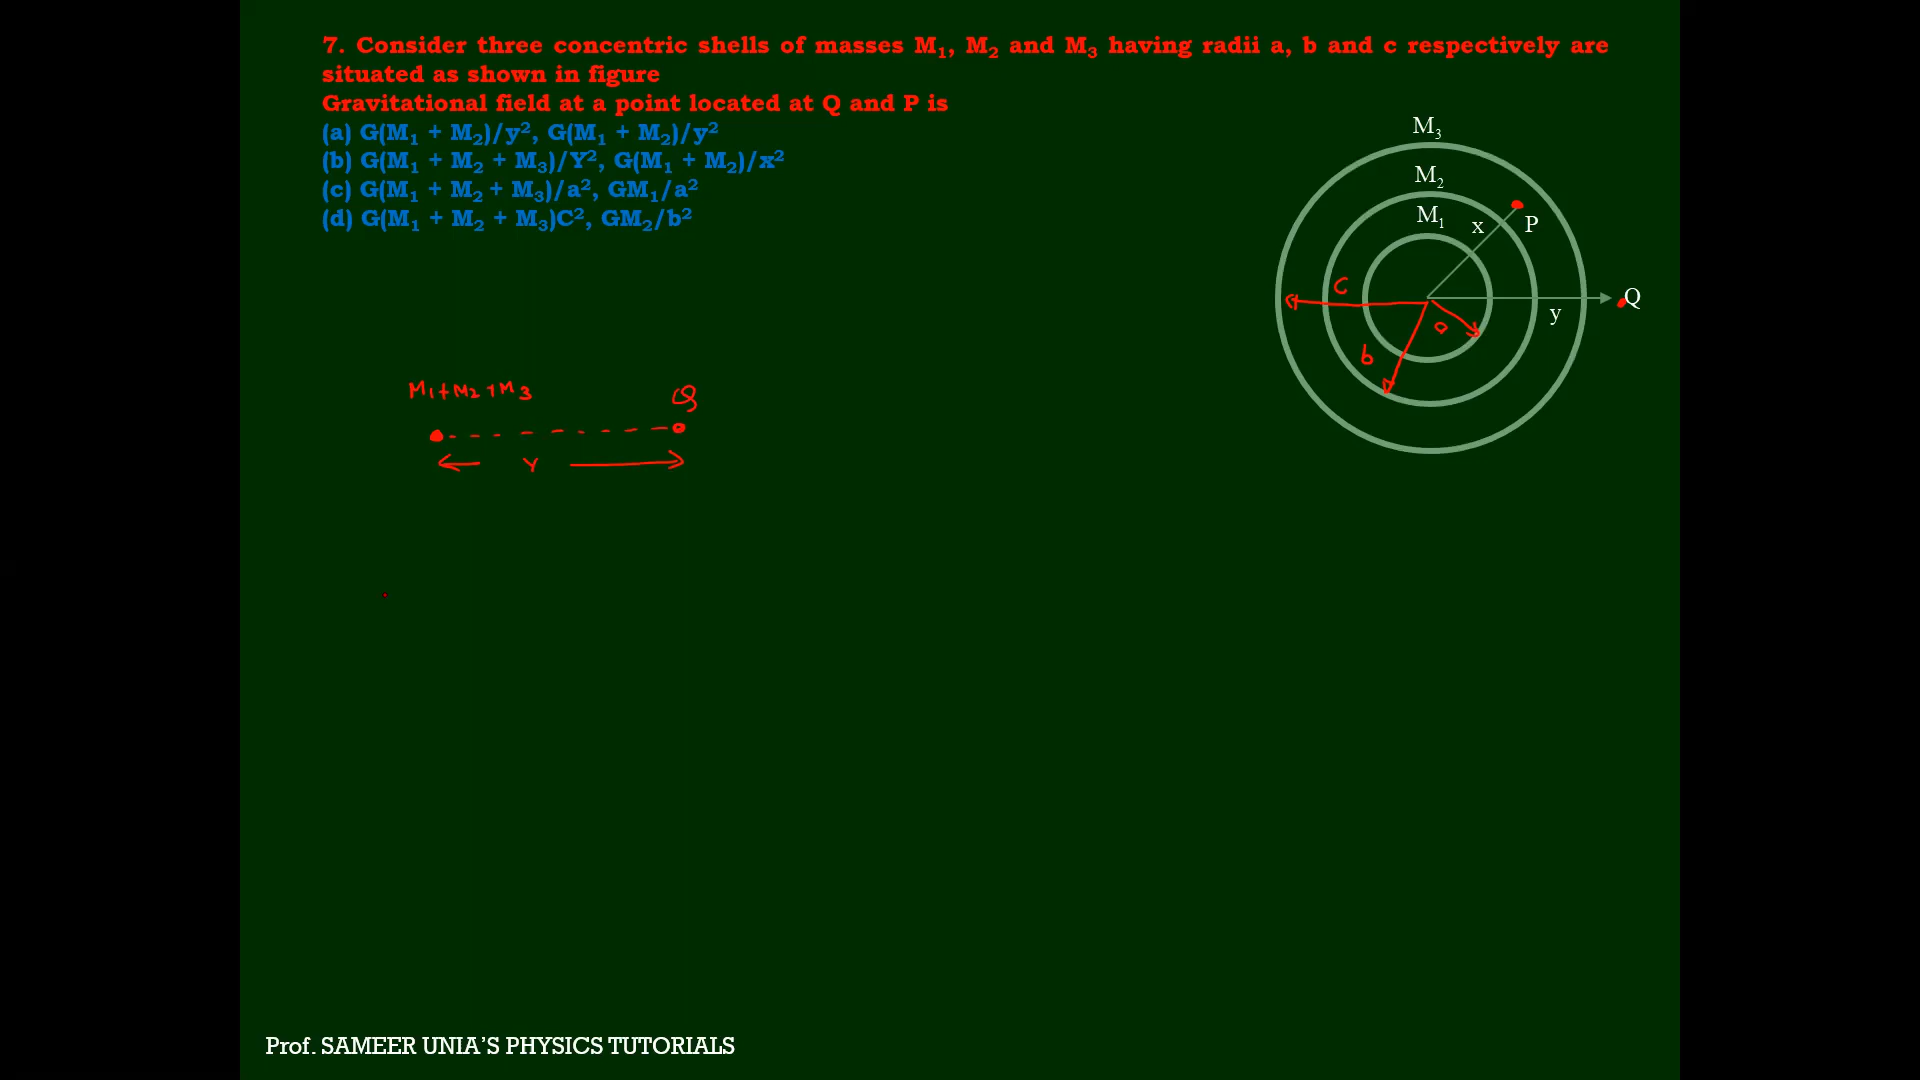 7. Consider three concentric shells of masses M₁, M₂ and M₃ having radii a, b and c respectively are
situated as shown in figure
Gravitational field at a point located at Q and P is
(a) G(M₁ + M₂)/y², G(M₁ + M₂)/y²
(b) G(M₁ + M₂ + M₃)/Y², G(M₁ + M₂)/x²
(c) G(M₁ + M₂ + M₃)/a², GM₁/a²
(d) G(M₁ + M₂ + M₃)C², GM₂/b²
M₃
M₂
M₁
x
P
C
Q
y
a
b
M₁+M₂+M₃
Q
Y
Prof. SAMEER UNIA'S PHYSICS TUTORIALS